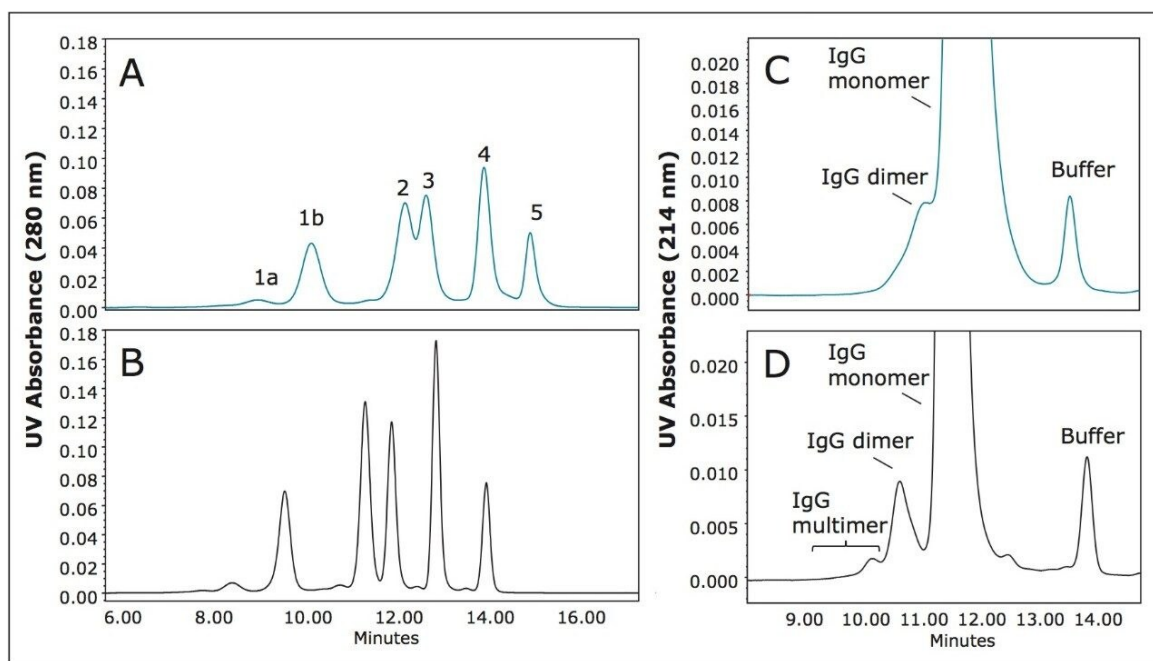 UV Absorbance (280 nm)
0.18
0.16
0.14
0.12
0.10
0.08
0.06
0.04
0.02
0.00
A
1a
1b
2
3
4
5
0.18
0.16
0.14
0.12
0.10
0.08
0.06
0.04
0.02
0.00
B
6.00 8.00 10.00 12.00 14.00 16.00
Minutes
UV Absorbance (214 nm)
0.020
0.018
0.016
0.014
0.012
0.010
0.008
0.006
0.004
0.002
0.000
C
IgG
monomer
IgG dimer
Buffer
0.020
0.015
0.010
0.005
0.000
D
IgG
monomer
IgG dimer
IgG
multimer
Buffer
9.00 10.00 11.00 12.00 13.00 14.00
Minutes